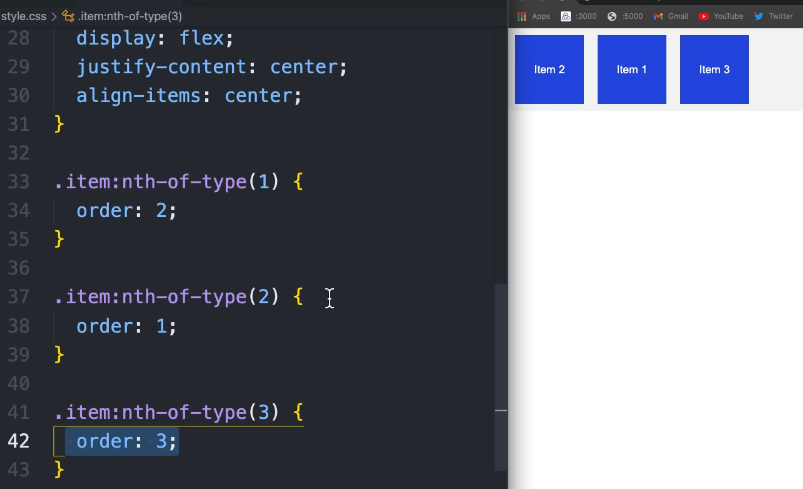 style.css > .item:nth-of-type(3)
28 display: flex;
29 justify-content: center;
30 align-items: center;
31 }
32
33 .item:nth-of-type(1) {
34 order: 2;
35 }
36
37 .item:nth-of-type(2) {
38 order: 1;
39 }
40
41 .item:nth-of-type(3) {
42 order: 3;
43 }
Apps :3000 :5000 Gmail YouTube Twitter
Item 2 Item 1 Item 3